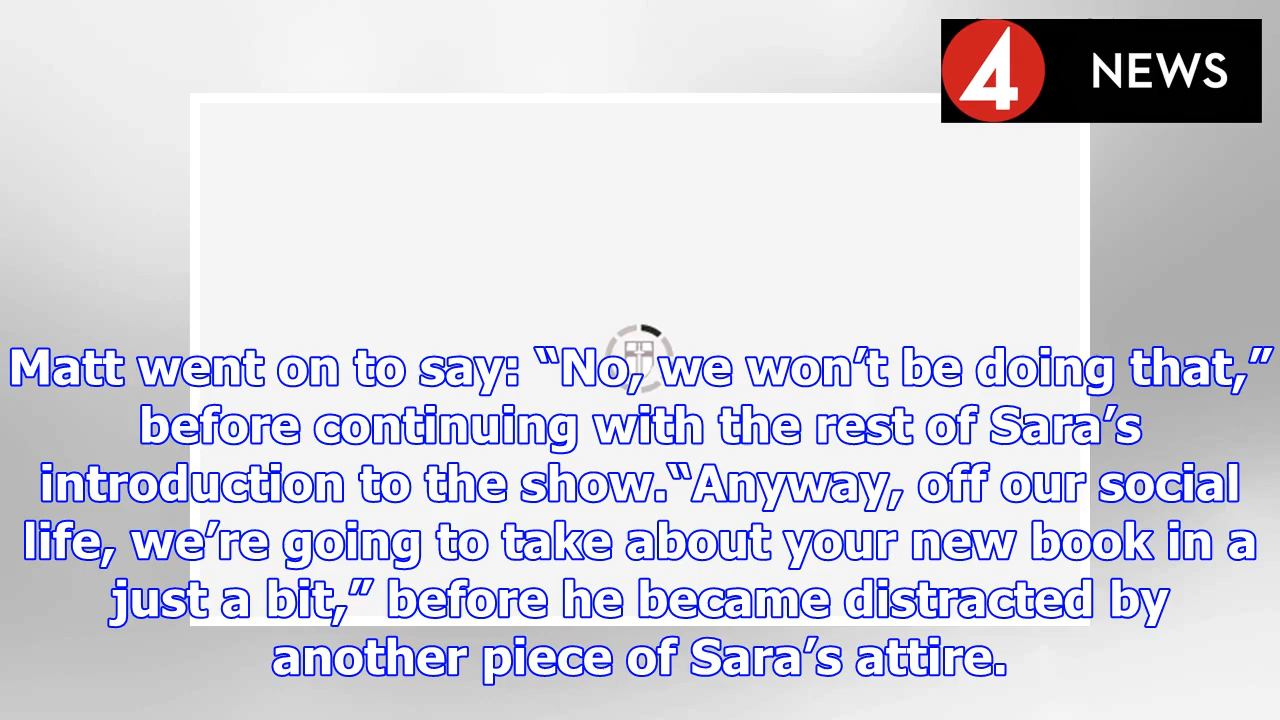 4 NEWS
Matt went on to say: “No, we won’t be doing that,”
before continuing with the rest of Sara’s
introduction to the show.“Anyway, off our social
life, we’re going to take about your new book in a
just a bit,” before he became distracted by
another piece of Sara’s attire.